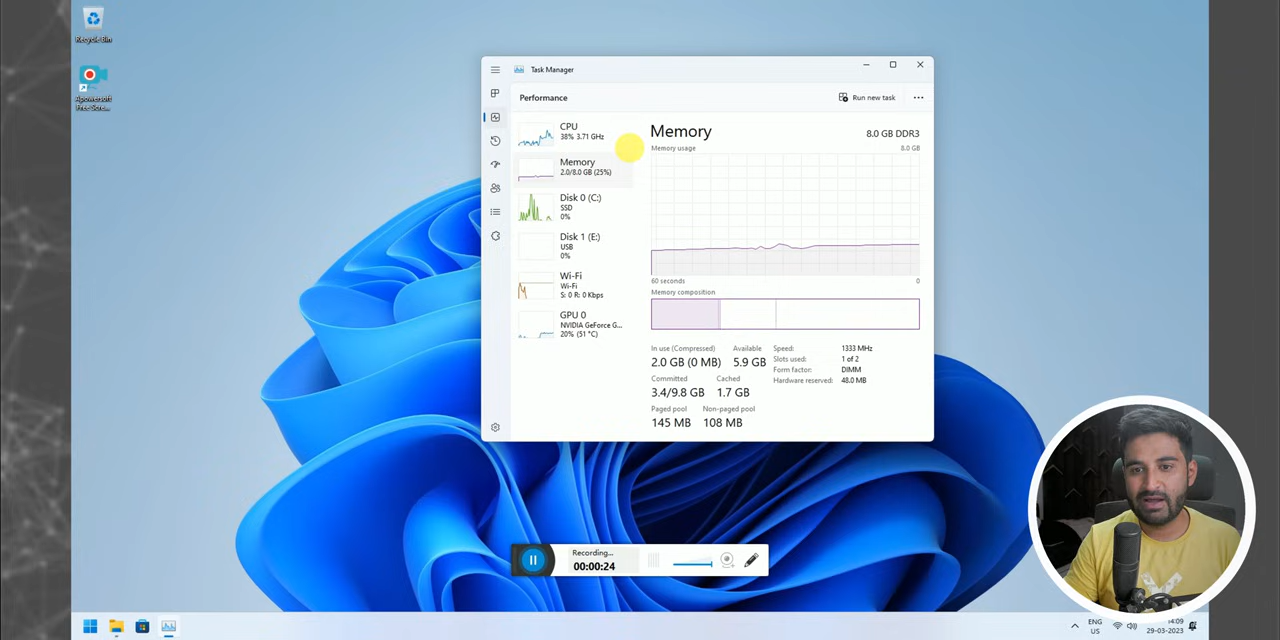 Recycle Bin
Apowersoft
Free Scre...
Task Manager
Performance
Run new task
CPU
38% 3.71 GHz
Memory
2.0/8.0 GB (25%)
Disk 0 (C:)
SSD
0%
Disk 1 (E:)
USB
0%
Wi-Fi
Wi-Fi
S: 0 R: 0 Kbps
GPU 0
NVIDIA GeForce G...
20% (51 °C)
Memory
8.0 GB DDR3
Memory usage
8.0 GB
60 seconds
0
Memory composition
In use (Compressed)
Available
2.0 GB (0 MB)
5.9 GB
Committed
Cached
3.4/9.8 GB
1.7 GB
Paged pool
Non-paged pool
145 MB
108 MB
Speed:
1333 MHz
Slots used:
1 of 2
Form factor:
DIMM
Hardware reserved:
48.0 MB
Recording...
00:00:24
ENG
US
14:09
29-03-2023